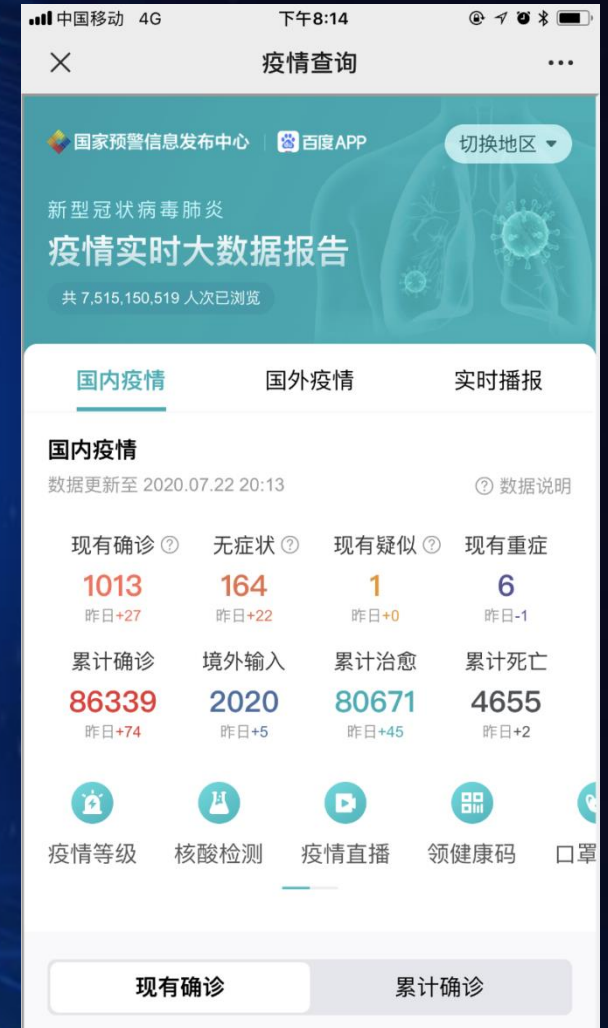 中国移动 4G 下午8:14
疫情查询
国家预警信息发布中心 百度APP 切换地区
新型冠状病毒肺炎
疫情实时大数据报告
共 7,515,150,519 人次已浏览
国内疫情 国外疫情 实时播报
国内疫情
数据更新至 2020.07.22 20:13 数据说明
现有确诊 无症状 现有疑似 现有重症
1013 164 1 6
昨日+27 昨日+22 昨日+0 昨日-1
累计确诊 境外输入 累计治愈 累计死亡
86339 2020 80671 4655
昨日+74 昨日+5 昨日+45 昨日+2
疫情等级 核酸检测 疫情直播 领健康码 口罩
现有确诊 累计确诊